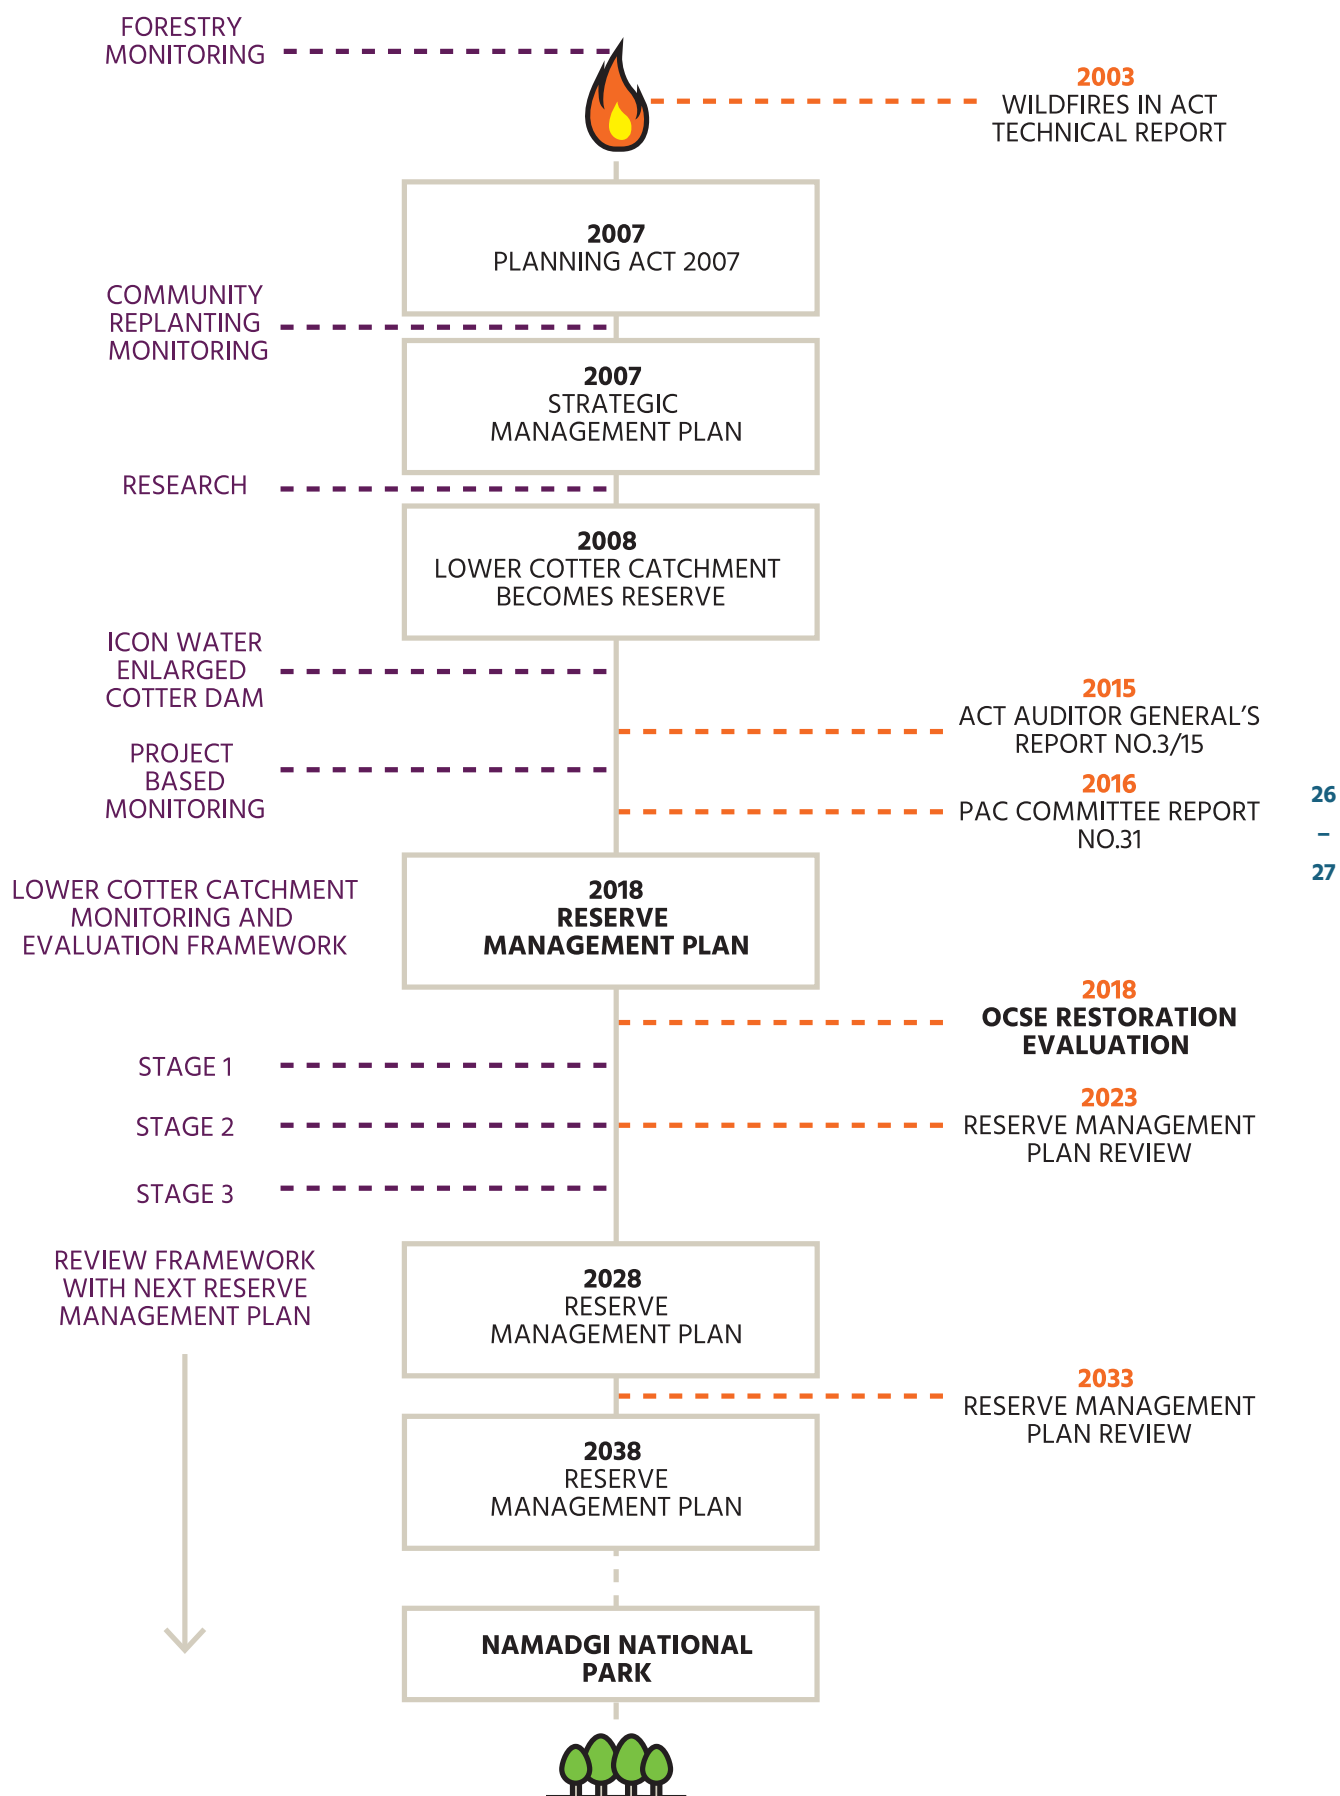 FORESTRY
MONITORING
2003
WILDFIRES IN ACT
TECHNICAL REPORT
2007
PLANNING ACT 2007
COMMUNITY
REPLANTING
MONITORING
2007
STRATEGIC
MANAGEMENT PLAN
RESEARCH
2008
LOWER COTTER CATCHMENT
BECOMES RESERVE
ICON WATER
ENLARGED
COTTER DAM
2015
ACT AUDITOR GENERAL'S
REPORT NO.3/15
PROJECT
BASED
MONITORING
2016
PAC COMMITTEE REPORT
NO.31
26
–
27
LOWER COTTER CATCHMENT
MONITORING AND
EVALUATION FRAMEWORK
2018
RESERVE
MANAGEMENT PLAN
2018
OCSE RESTORATION
EVALUATION
STAGE 1
STAGE 2
2023
RESERVE MANAGEMENT
PLAN REVIEW
STAGE 3
REVIEW FRAMEWORK
WITH NEXT RESERVE
MANAGEMENT PLAN
2028
RESERVE
MANAGEMENT PLAN
2033
RESERVE MANAGEMENT
PLAN REVIEW
2038
RESERVE
MANAGEMENT PLAN
NAMADGI NATIONAL
PARK